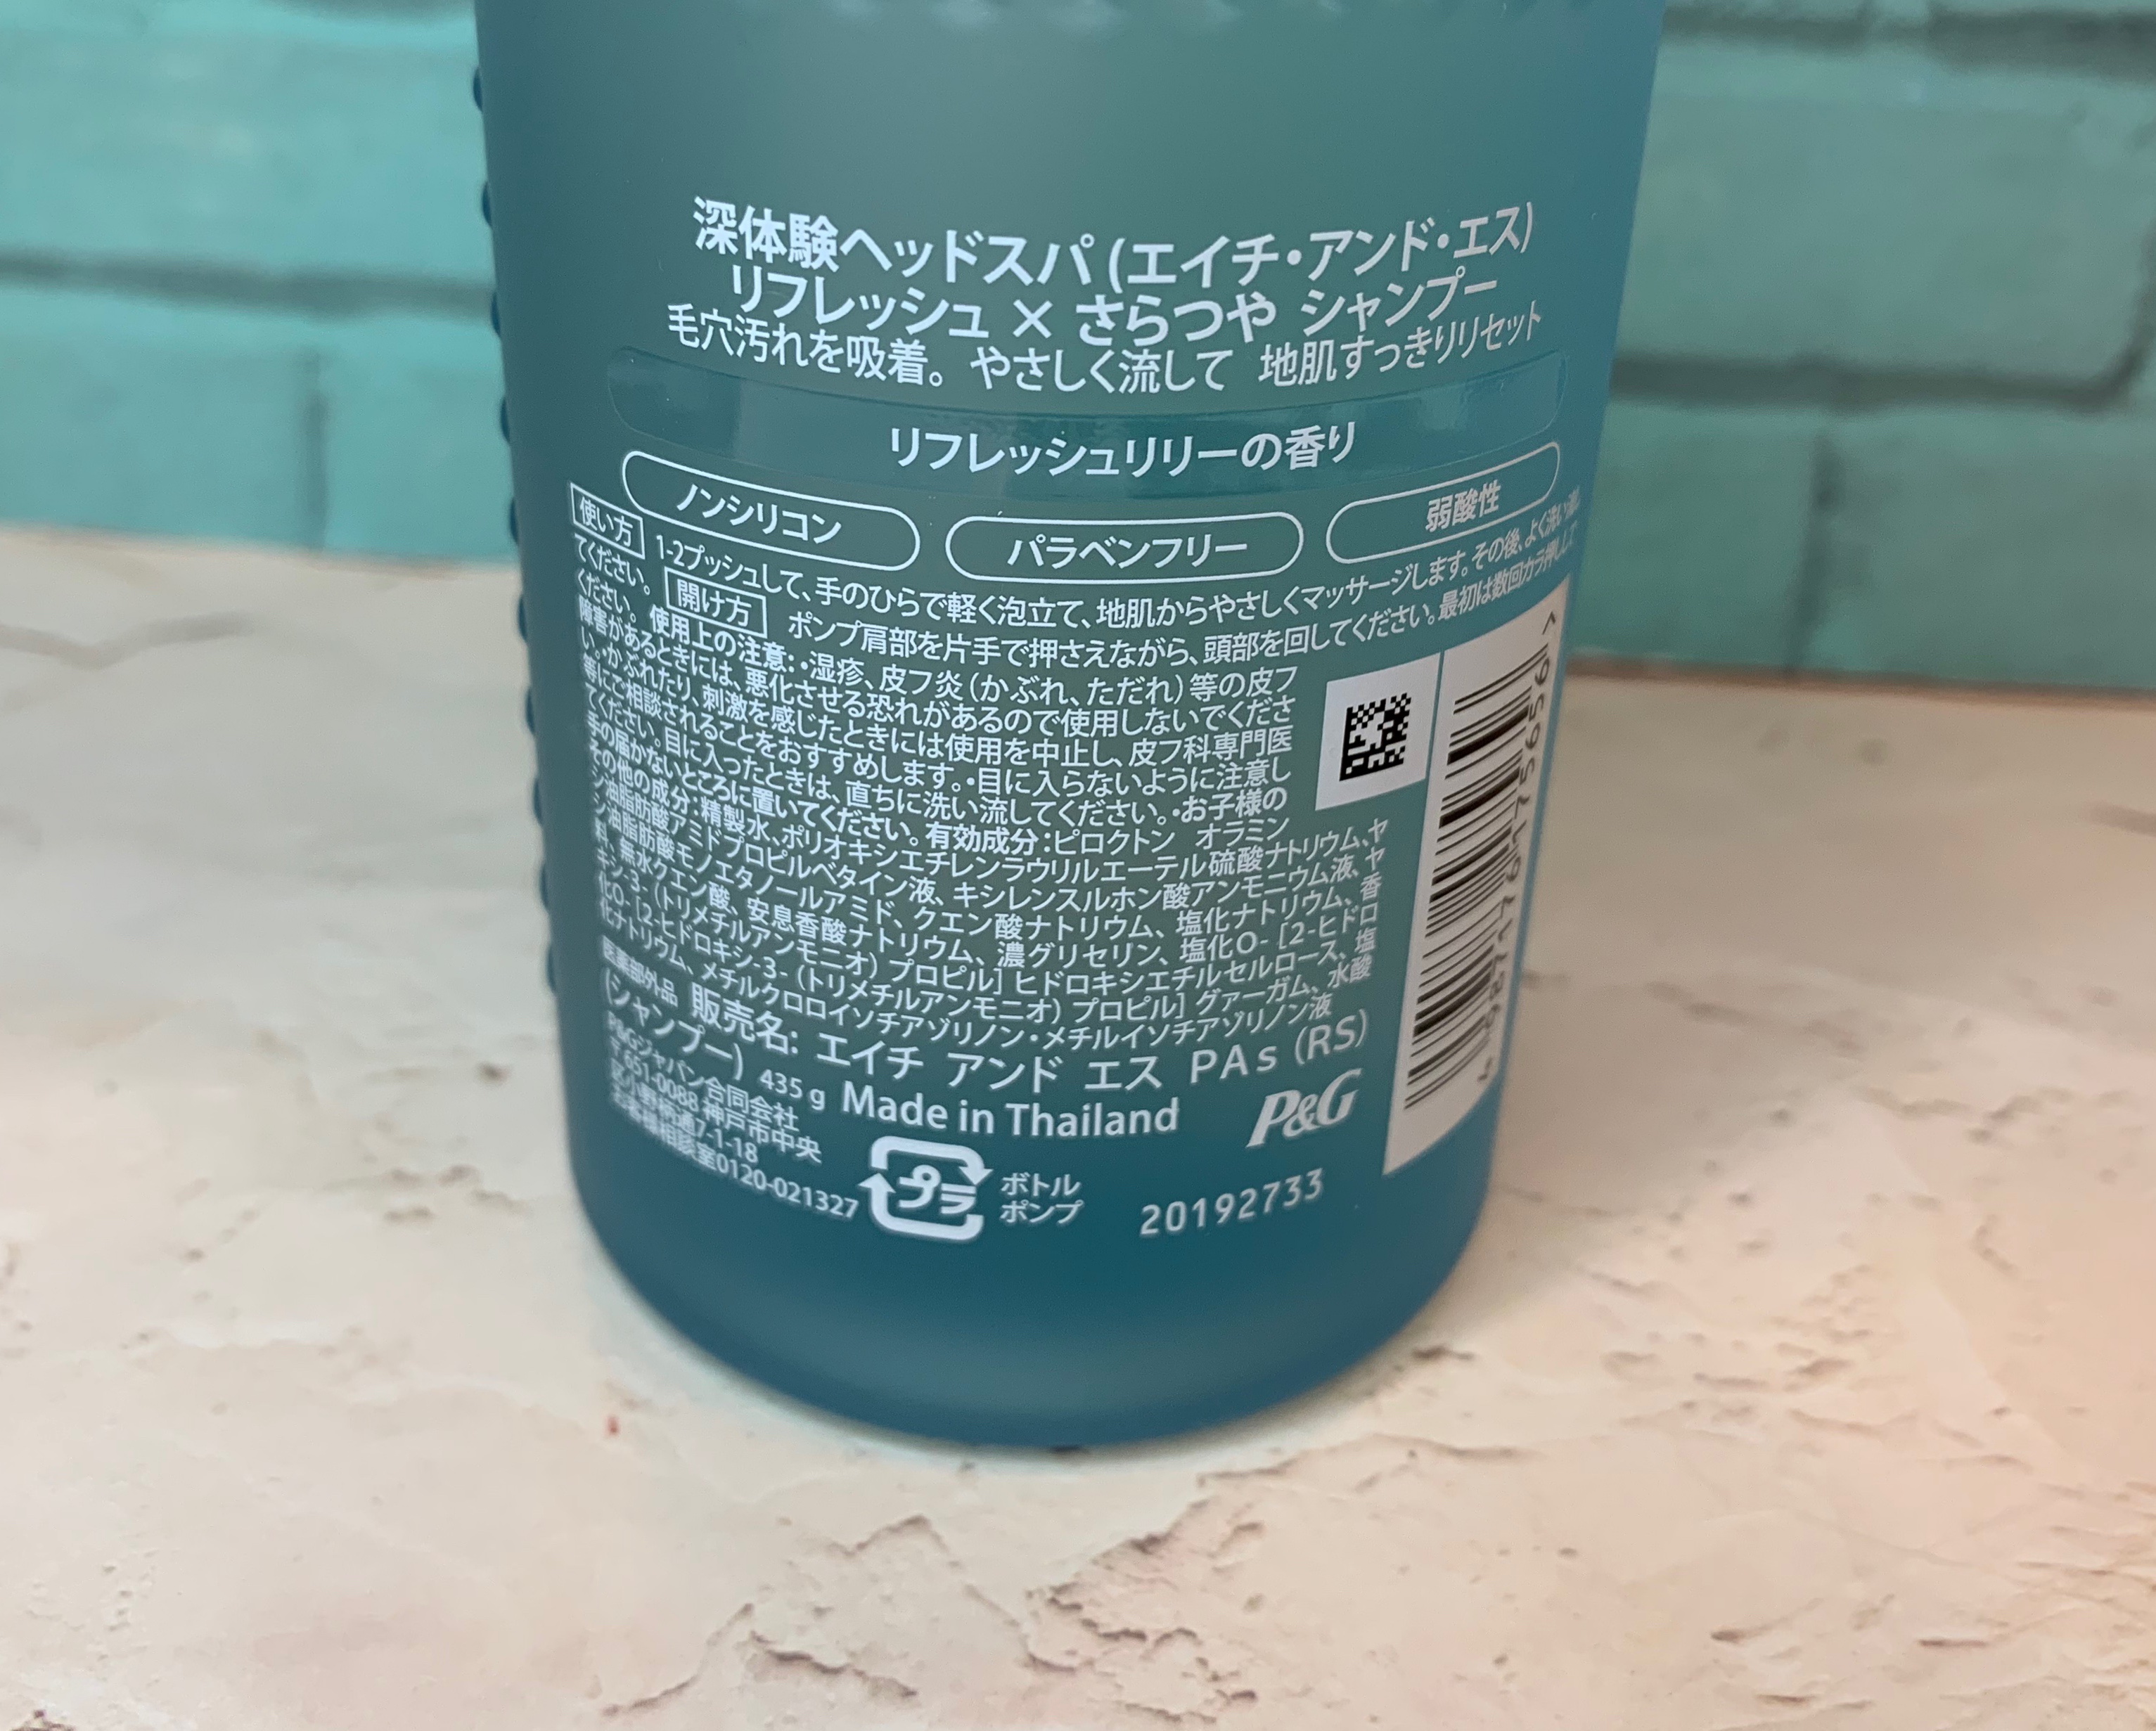 深体験ヘッドスパ (エイチ・アンド・エス)
リフレッシュ × さらつや シャンプー
毛穴汚れを吸着。 やさしく流して 地肌すっきりリセット
リフレッシュリリーの香り
ノンシリコン パラベンフリー 弱酸性
使い方 1-2プッシュして、手のひらで軽く泡立て、地肌からやさしくマッサージします。その後、よく洗い流し
てください。 開け方 ポンプ肩部を片手で押さえながら、頭部を回してください。最初は数回カラ押しして
ください。 使用上の注意:・湿疹、皮フ炎(かぶれ、ただれ)等の皮フ
障害があるときには、悪化させる恐れがあるので使用しないでくださ
い。・かぶれたり、刺激を感じたときには使用を中止し、皮フ科専門医
等にご相談されることをおすすめします。・目に入らないように注意し
てください。目に入ったときは、直ちに洗い流してください。・お子様の
手の届かないところに置いてください。有効成分:ピロクトン オラミン
その他の成分:精製水、ポリオキシエチレンラウリルエーテル硫酸ナトリウム、ヤ
シ油脂肪酸アミドプロピルベタイン液、キシレンスルホン酸アンモニウム液、ヤ
シ油脂肪酸モノエタノールアミド、クエン酸ナトリウム、塩化ナトリウム、香
料、無水クエン酸、安息香酸ナトリウム、濃グリセリン、塩化O-[2-ヒドロ
キシ-3-(トリメチルアンモニオ)プロピル]ヒドロキシエチルセルロース、塩
化O-[2-ヒドロキシ-3-(トリメチルアンモニオ)プロピル]グァーガム、水酸
化ナトリウム、メチルクロロイソチアゾリノン・メチルイソチアゾリノン液
医薬部外品 販売名: エイチ アンド エス PAs (RS)
(シャンプー) 435 g Made in Thailand
P&G
P&Gジャパン合同会社
〒651-0088 神戸市中央
区小野柄通7-1-18
お客様相談室0120-021327
プラ
ボトル
ポンプ
20192733
4 987176 175656 >